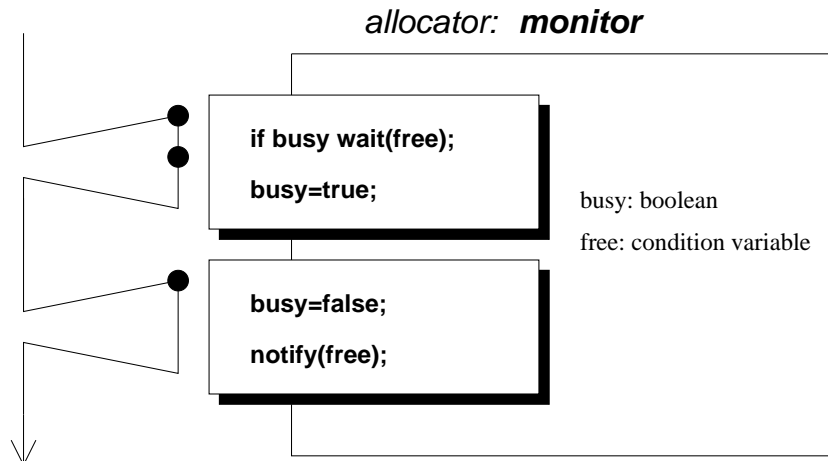 allocator: monitor
if busy wait(free);
busy=true;
busy: boolean
free: condition variable
busy=false;
notify(free);